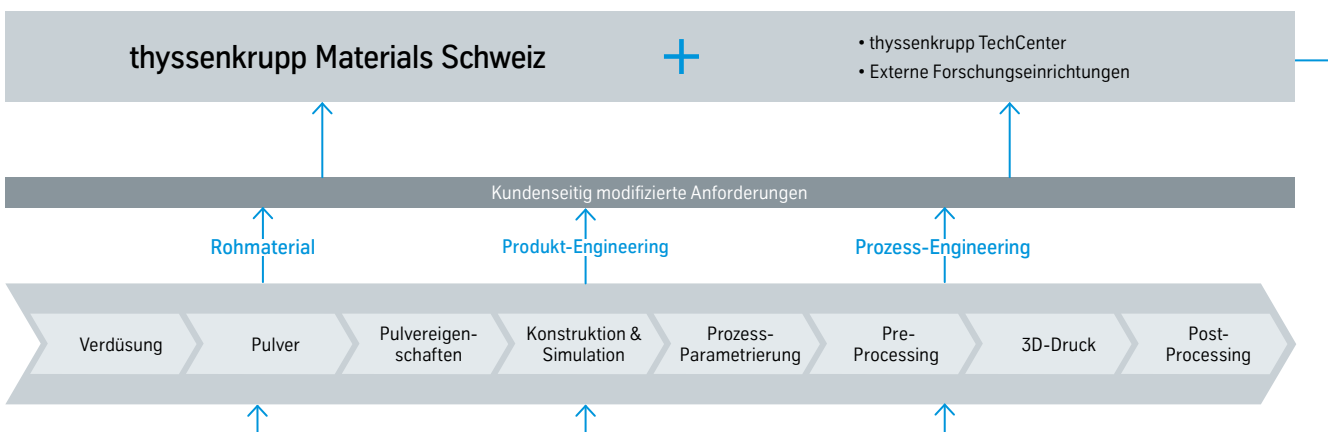 thyssenkrupp Materials Schweiz
+
• thyssenkrupp TechCenter
• Externe Forschungseinrichtungen
Kundenseitig modifizierte Anforderungen
Rohmaterial
Produkt-Engineering
Prozess-Engineering
Verdüsung
Pulver
Pulvereigen-
schaften
Konstruktion &
Simulation
Prozess-
Parametrierung
Pre-
Processing
3D-Druck
Post-
Processing